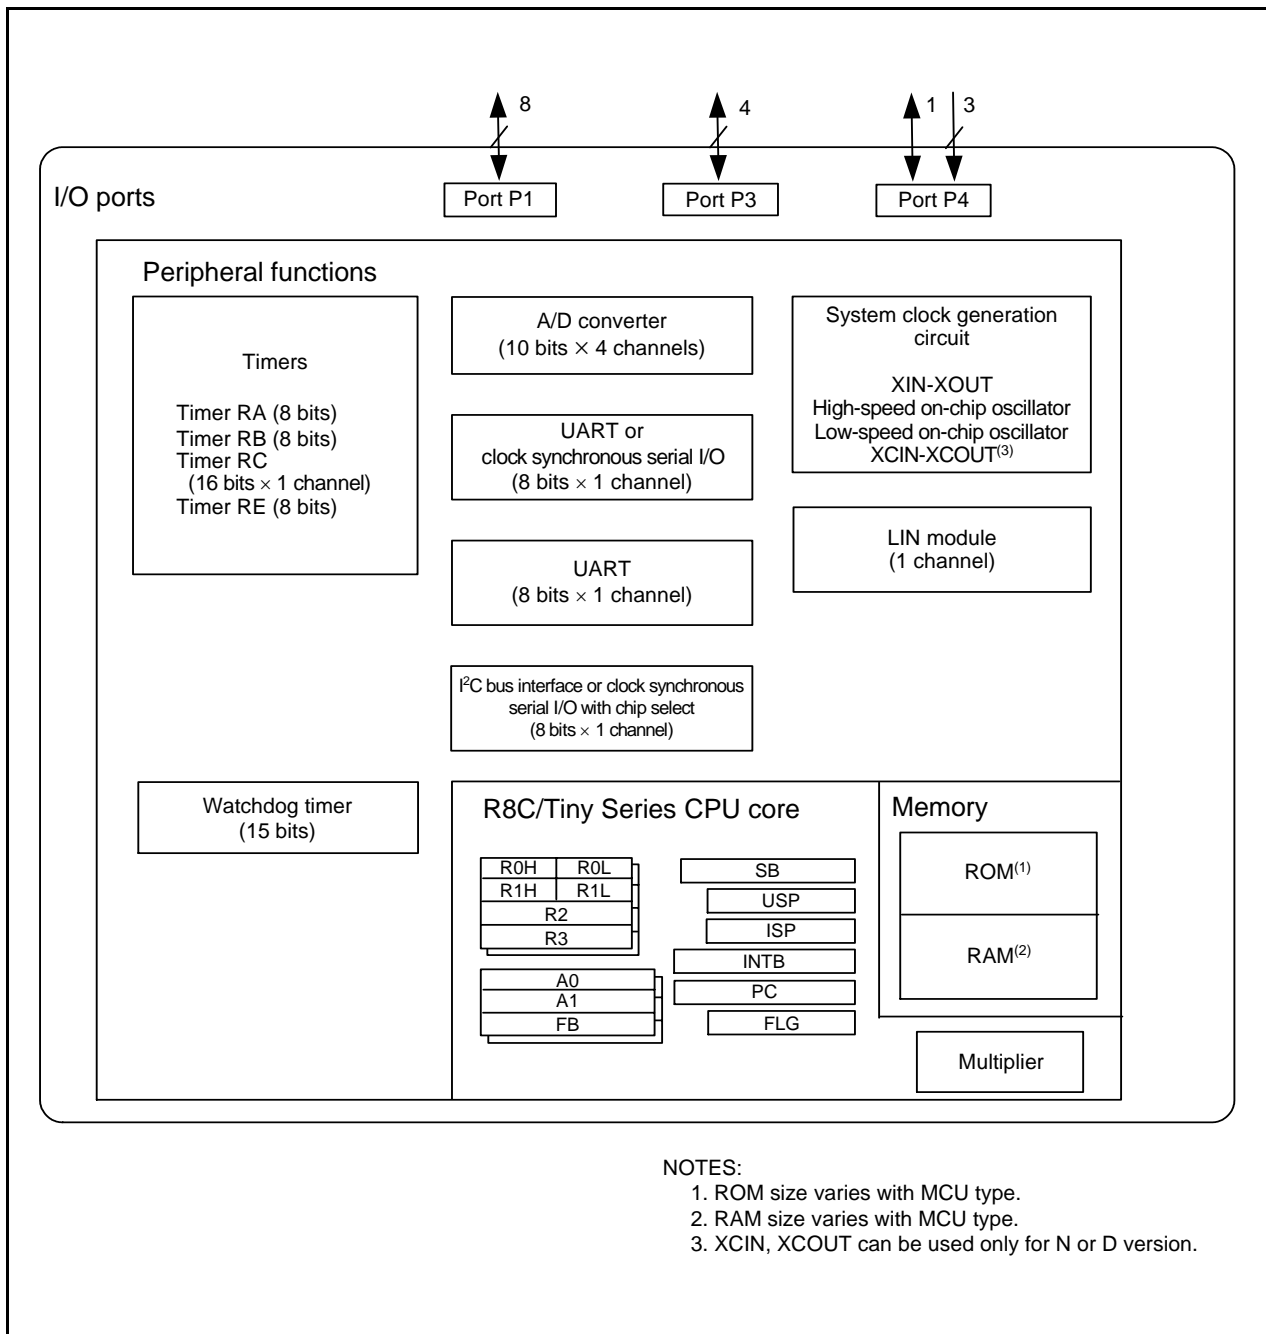 8
4
1
3
I/O ports
Port P1
Port P3
Port P4
Peripheral functions
Timers
Timer RA (8 bits)
Timer RB (8 bits)
Timer RC
(16 bits × 1 channel)
Timer RE (8 bits)
A/D converter
(10 bits × 4 channels)
UART or
clock synchronous serial I/O
(8 bits × 1 channel)
UART
(8 bits × 1 channel)
I²C bus interface or clock synchronous
serial I/O with chip select
(8 bits × 1 channel)
System clock generation
circuit
XIN-XOUT
High-speed on-chip oscillator
Low-speed on-chip oscillator
XCIN-XCOUT(3)
LIN module
(1 channel)
Watchdog timer
(15 bits)
R8C/Tiny Series CPU core
R0H
R0L
R1H
R1L
R2
R3
A0
A1
FB
SB
USP
ISP
INTB
PC
FLG
Memory
ROM(1)
RAM(2)
Multiplier
NOTES:
1. ROM size varies with MCU type.
2. RAM size varies with MCU type.
3. XCIN, XCOUT can be used only for N or D version.